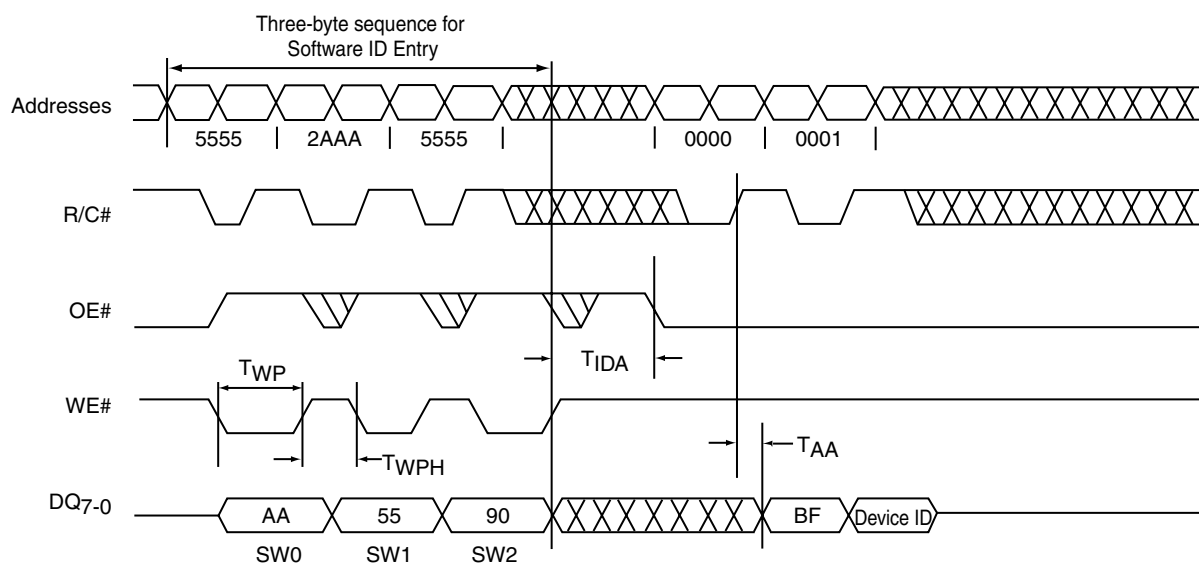 Three-byte sequence for
Software ID Entry
Addresses
5555 2AAA 5555 0000 0001
R/C#
OE#
TIDA
TWP
WE#
TAA
TWPH
DQ7-0
AA 55 90 BF Device ID
SW0 SW1 SW2